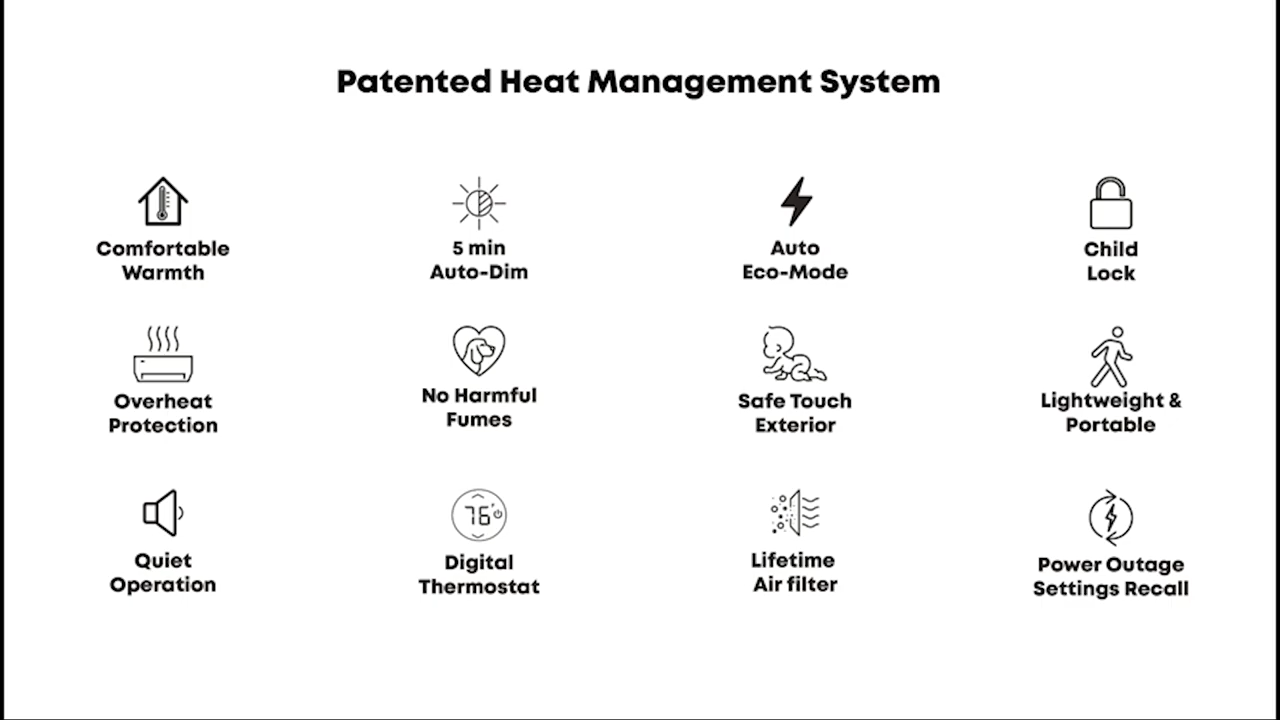 Patented Heat Management System
Comfortable
Warmth
5 min
Auto-Dim
Auto
Eco-Mode
Child
Lock
Overheat
Protection
No Harmful
Fumes
Safe Touch
Exterior
Lightweight &
Portable
76°
Quiet
Operation
Digital
Thermostat
Lifetime
Air filter
Power Outage
Settings Recall